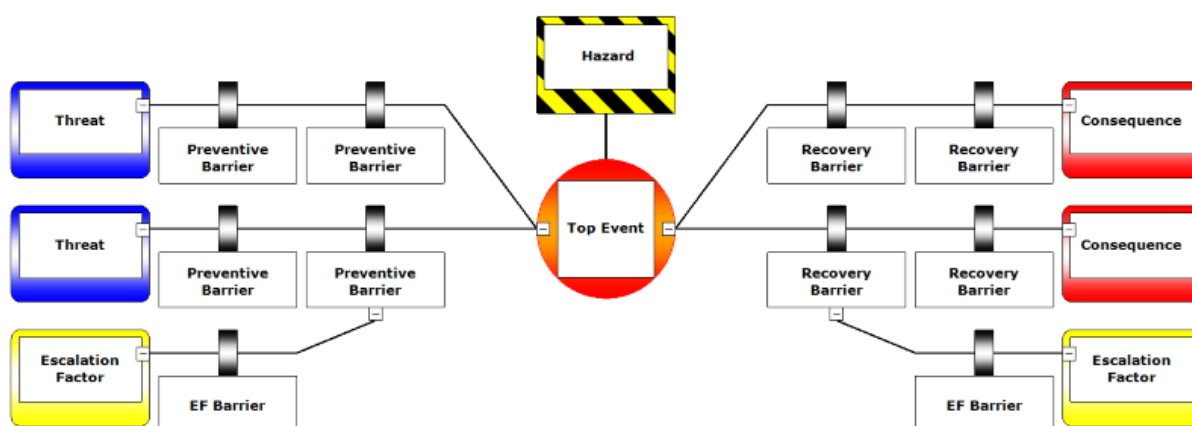 Hazard
Threat
Preventive
Barrier
Preventive
Barrier
Recovery
Barrier
Recovery
Barrier
Consequence
Top Event
Threat
Preventive
Barrier
Preventive
Barrier
Recovery
Barrier
Recovery
Barrier
Consequence
Escalation
Factor
EF Barrier
EF Barrier
Escalation
Factor